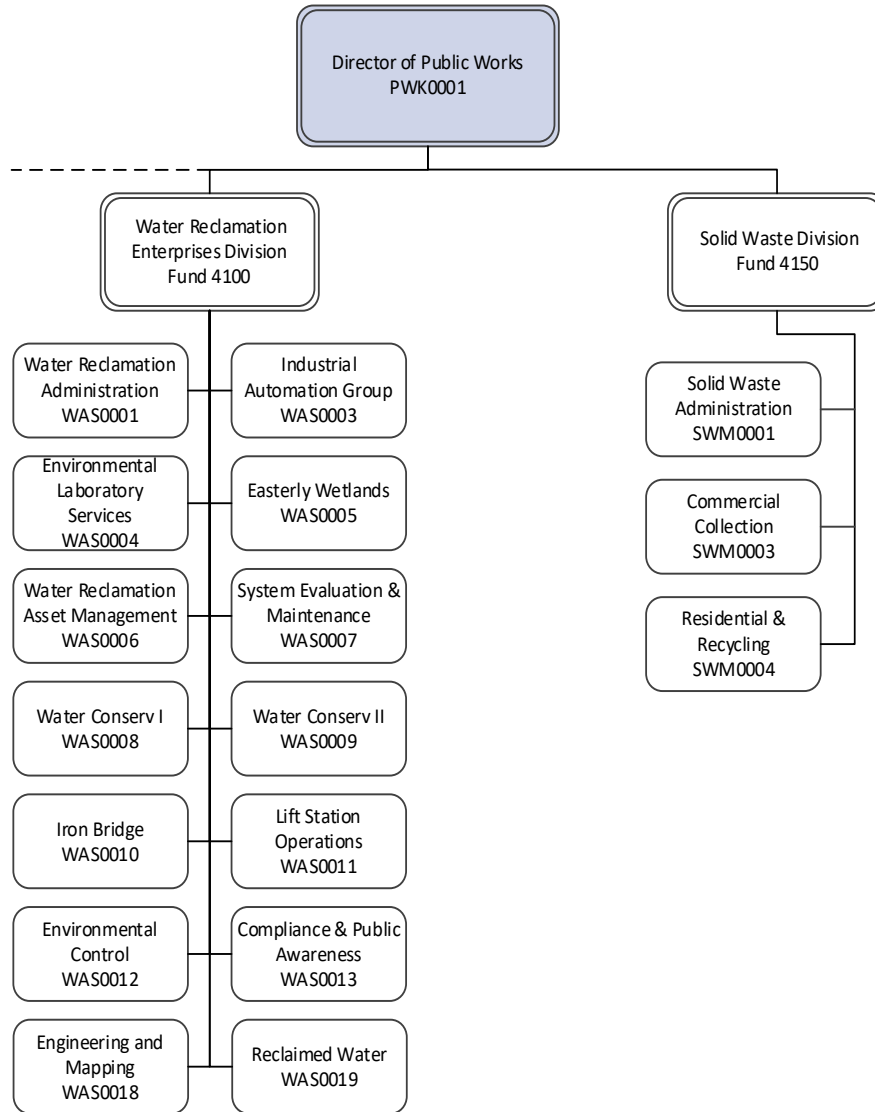 Director of Public Works
PWK0001
Water Reclamation
Enterprises Division
Fund 4100
Solid Waste Division
Fund 4150
Water Reclamation
Administration
WAS0001
Industrial
Automation Group
WAS0003
Environmental
Laboratory
Services
WAS0004
Easterly Wetlands
WAS0005
Water Reclamation
Asset Management
WAS0006
System Evaluation &
Maintenance
WAS0007
Water Conserv I
WAS0008
Water Conserv II
WAS0009
Iron Bridge
WAS0010
Lift Station
Operations
WAS0011
Environmental
Control
WAS0012
Compliance & Public
Awareness
WAS0013
Engineering and
Mapping
WAS0018
Reclaimed Water
WAS0019
Solid Waste
Administration
SWM0001
Commercial
Collection
SWM0003
Residential &
Recycling
SWM0004